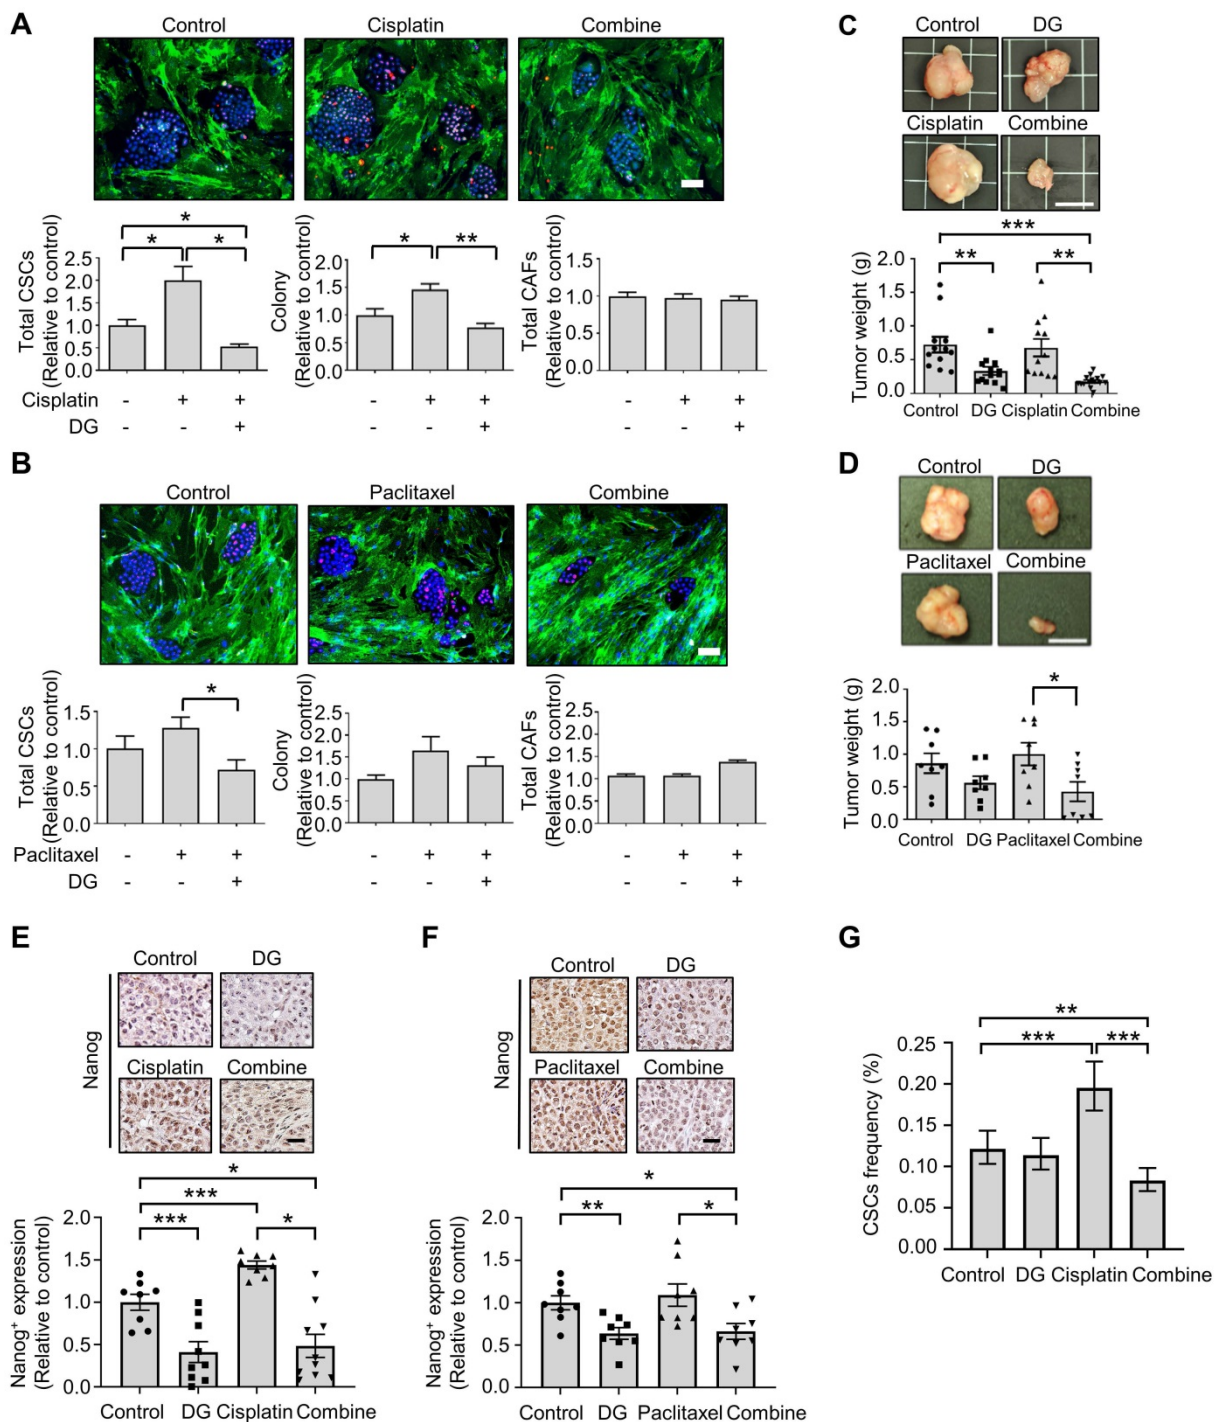 A
Control Cisplatin Combine
* * *
Total CSCs
(Relative to control)
2.5
2.0
1.5
1.0
0.5
0.0
* **
Colony
(Relative to control)
2.0
1.5
1.0
0.5
0.0
Total CAFs
(Relative to control)
1.5
1.0
0.5
0.0
Cisplatin - + + - + + - + +
DG - - + - - + - - +
B
Control Paclitaxel Combine
*
Total CSCs
(Relative to control)
1.5
1.0
0.5
0.0
Colony
(Relative to control)
2.5
2.0
1.5
1.0
0.5
0.0
Total CAFs
(Relative to control)
2.0
1.5
1.0
0.5
0.0
Paclitaxel - + + - + + - + +
DG - - + - - + - - +
C
Control DG
Cisplatin Combine
***
** **
Tumor weight (g)
2.0
1.5
1.0
0.5
0.0
Control DG Cisplatin Combine
D
Control DG
Paclitaxel Combine
*
Tumor weight (g)
2.0
1.5
1.0
0.5
0.0
Control DG Paclitaxel Combine
E
Control DG
Nanog
Cisplatin Combine
*
***
*** *
Nanog⁺ expression
(Relative to control)
2.0
1.5
1.0
0.5
0.0
Control DG Cisplatin Combine
F
Control DG
Nanog
Paclitaxel Combine
*
** *
Nanog⁺ expression
(Relative to control)
2.0
1.5
1.0
0.5
0.0
Control DG Paclitaxel Combine
G
**
*** ***
CSCs frequency (%)
0.25
0.20
0.15
0.10
0.05
0.00
Control DG Cisplatin Combine